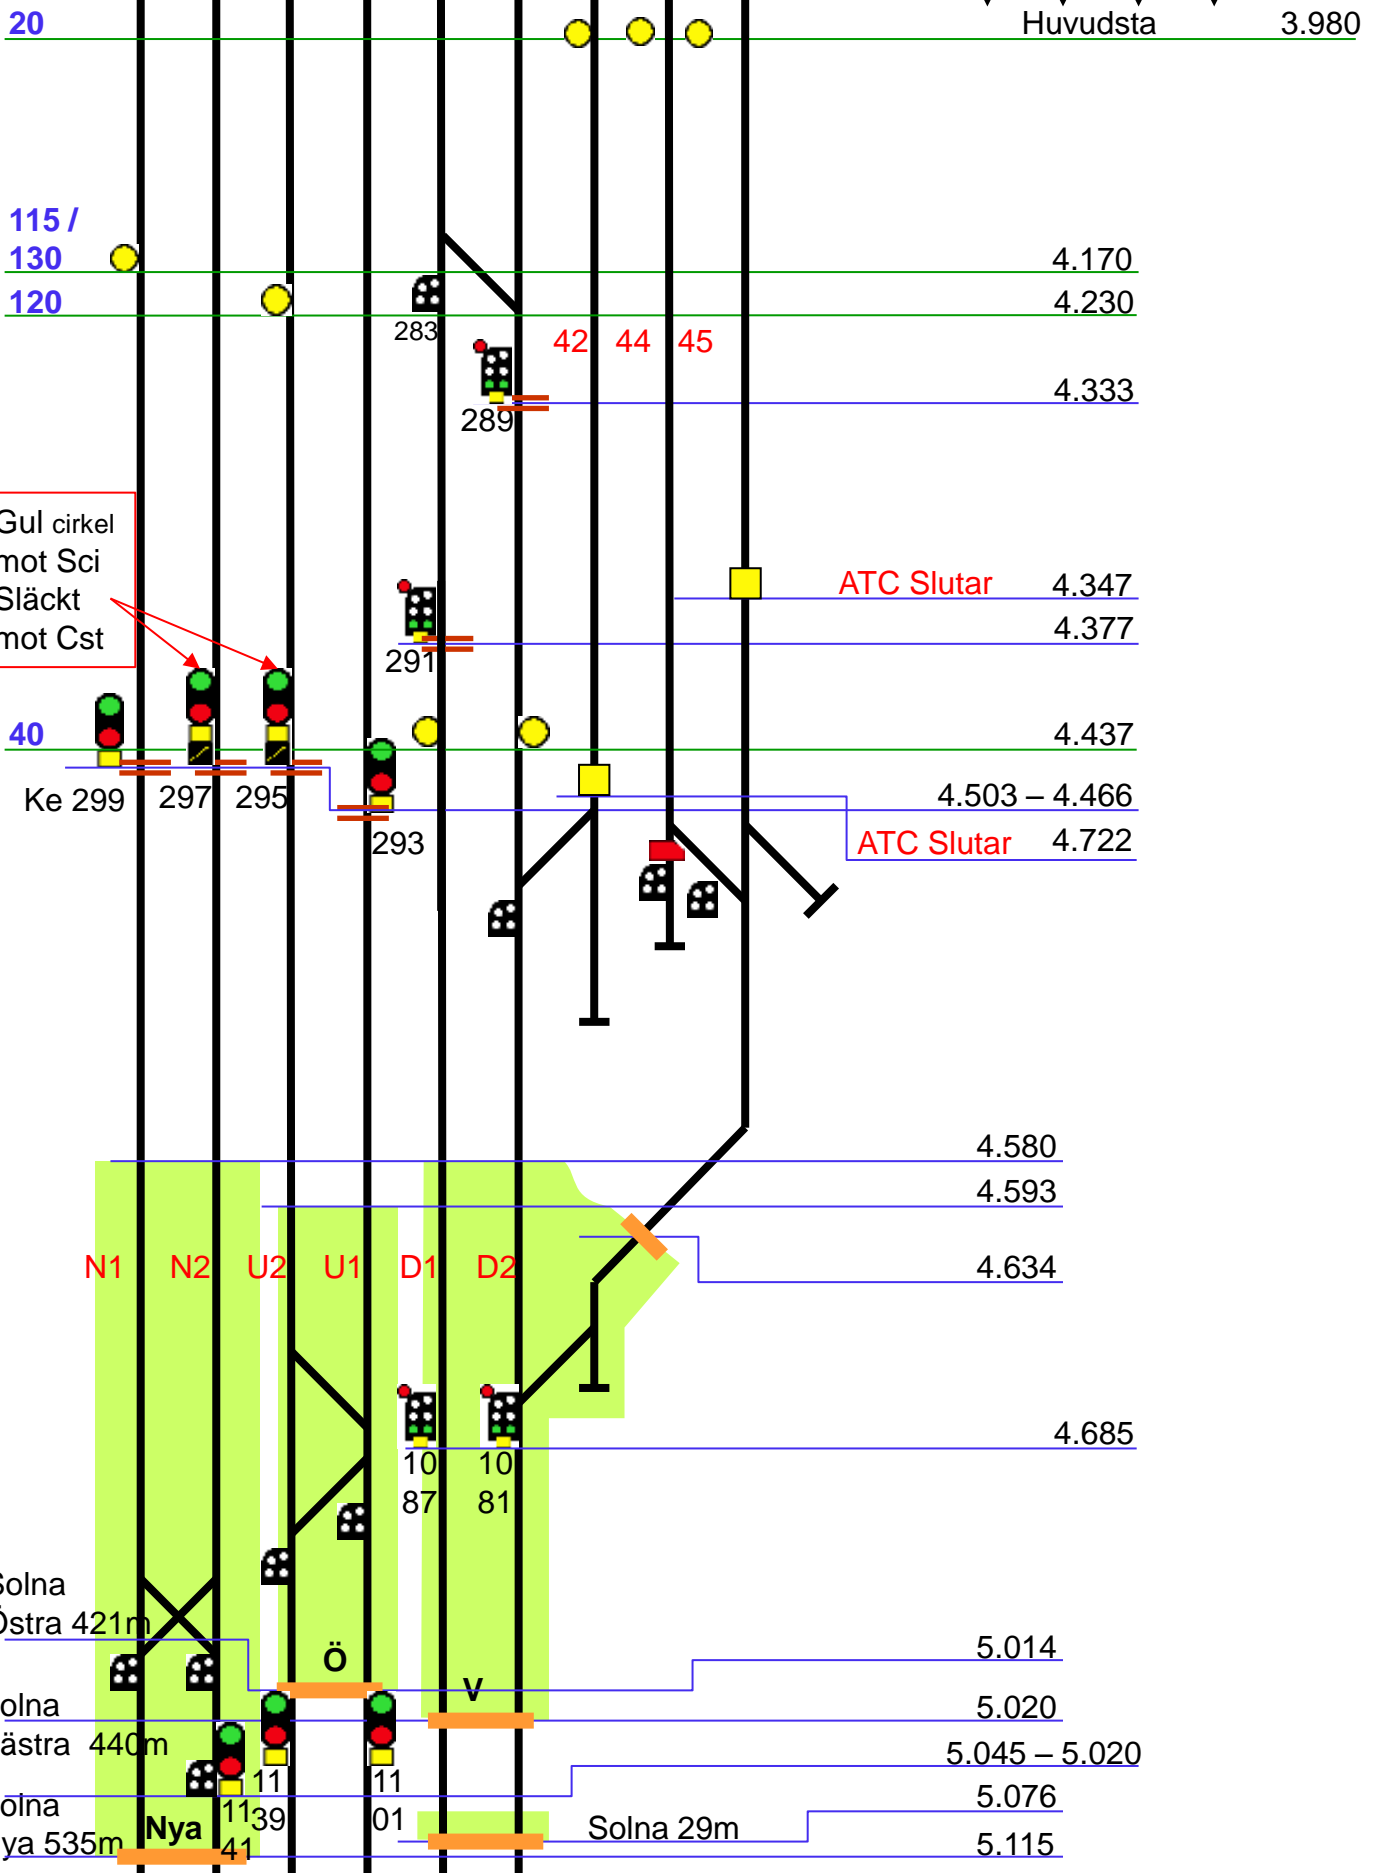 20
Huvudsta 3.980
115 /
130
4.170
120
4.230
283
42 44 45
4.333
289
Gul cirkel
mot Sci
Släckt
mot Cst
ATC Slutar 4.347
4.377
291
40
4.437
Ke 299 297 295
4.503 – 4.466
293
ATC Slutar 4.722
4.580
4.593
N1 N2 U2 U1 D1 D2
4.634
4.685
10 10
87 81
Solna
Östra 421m
Ö
5.014
V
olna
ästra 440m
5.020
5.045 – 5.020
11 11
39 01
5.076
olna
ya 535m
Nya
11
41
Solna 29m
5.115